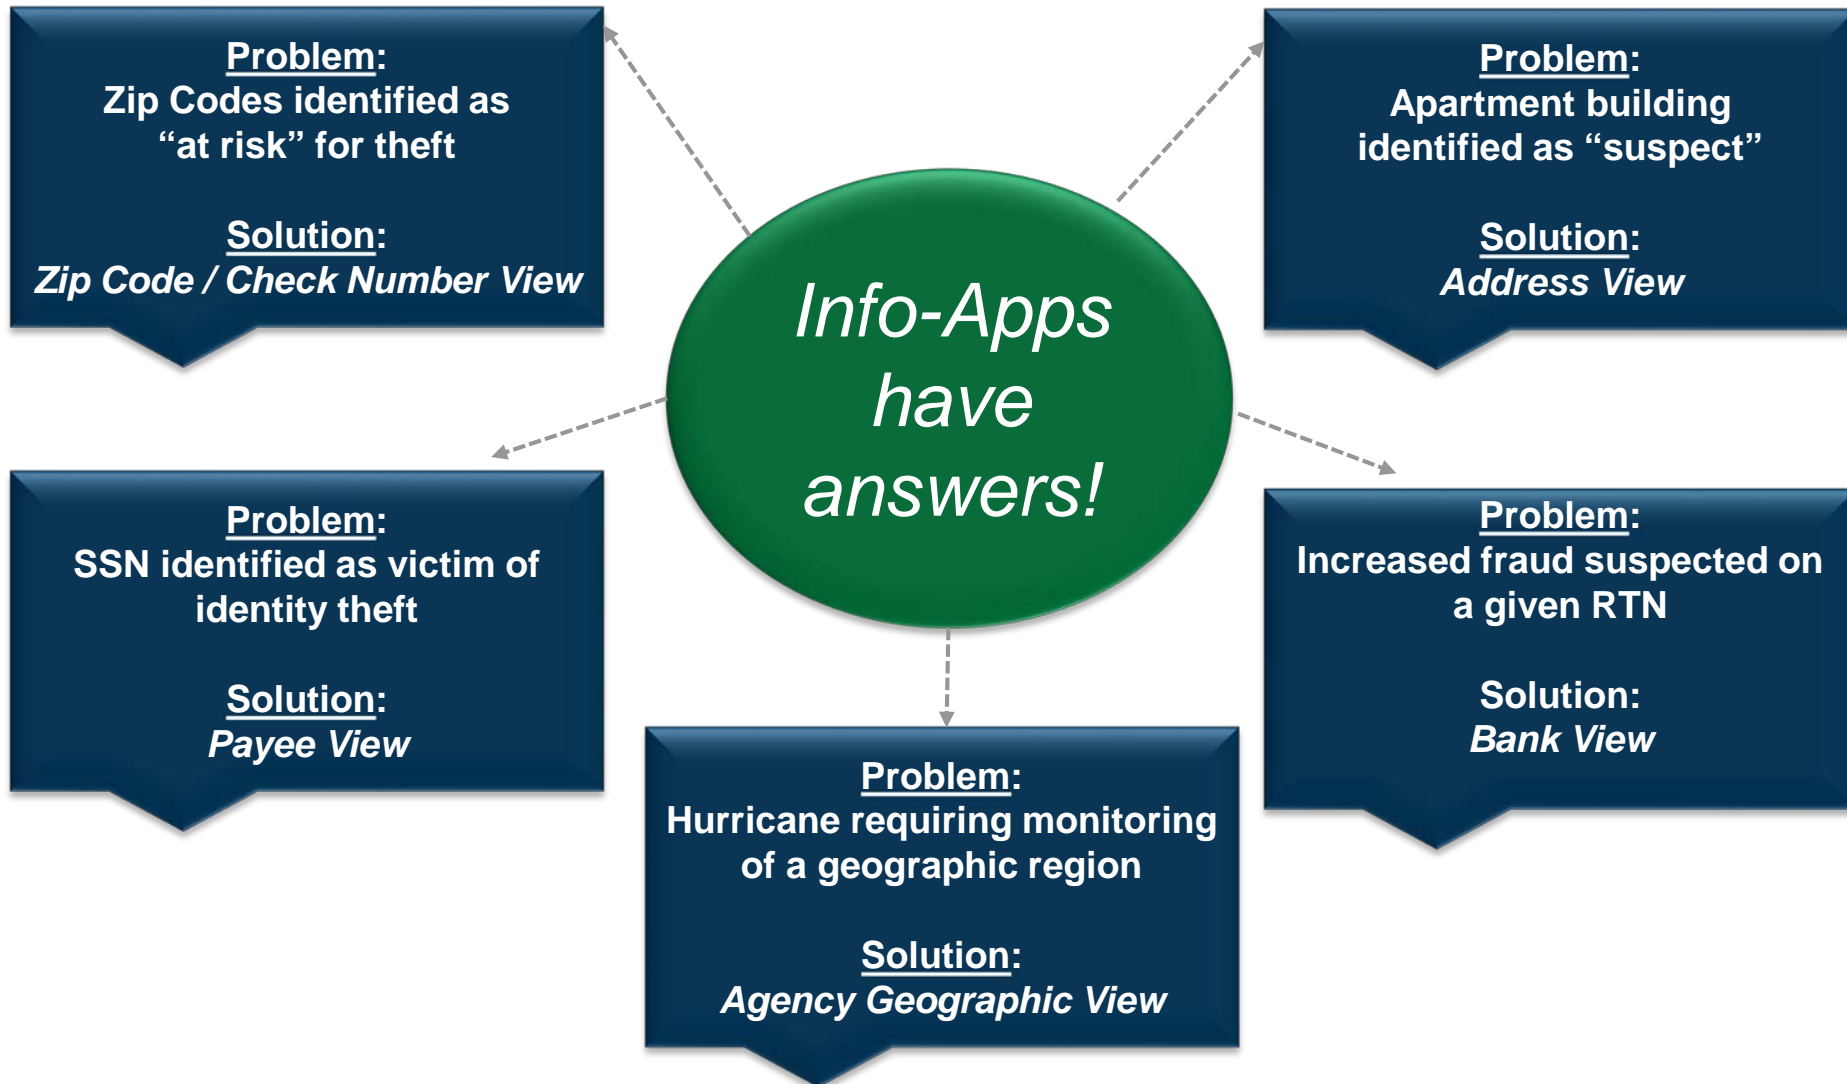 Problem:
Zip Codes identified as
“at risk” for theft
Solution:
Zip Code / Check Number View
Problem:
Apartment building
identified as “suspect”
Solution:
Address View
Info-Apps
have
answers!
Problem:
SSN identified as victim of
identity theft
Solution:
Payee View
Problem:
Increased fraud suspected on
a given RTN
Solution:
Bank View
Problem:
Hurricane requiring monitoring
of a geographic region
Solution:
Agency Geographic View